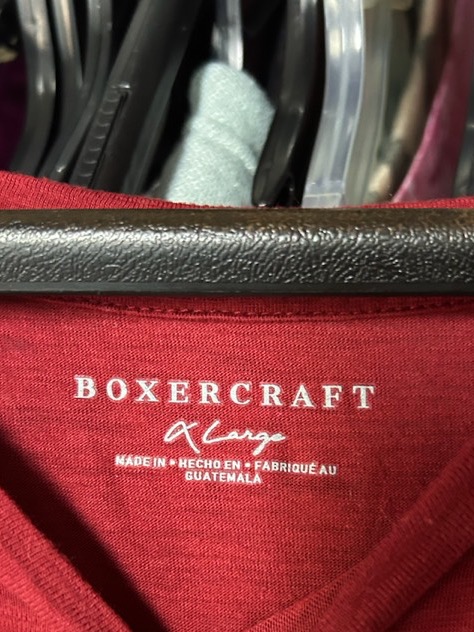 BOXERCRAFT
X Large
MADE IN • HECHO EN • FABRIQUÉ AU
GUATEMALA